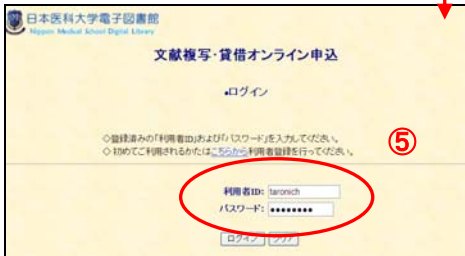 日本医科大学電子図書館
Nippon Medical School Digital Library
文献複写・貸借オンライン申込
•ログイン
◇登録済みの「利用者ID」および「パスワード」を入力してください。
◇初めてご利用されるかたはこちらから利用者登録を行ってください。
⑤
利用者ID: taronich
パスワード: ••••••••
ログイン クリア